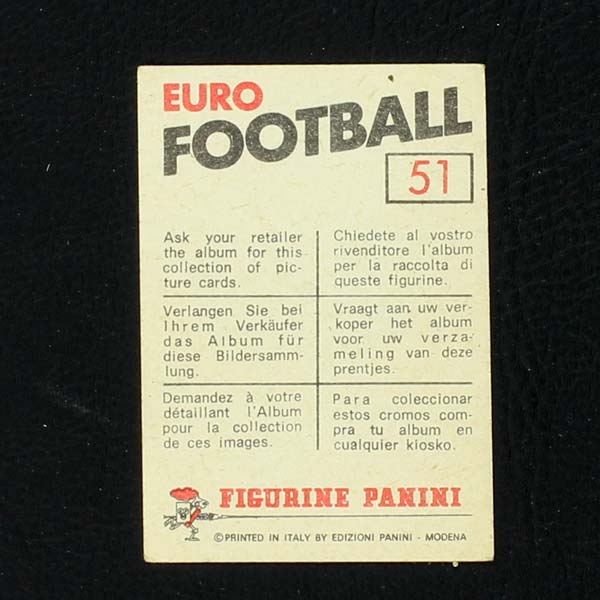 EURO
FOOTBALL
51
Ask your retailer
the album for this
collection of pic-
ture cards.
Chiedete al vostro
rivenditore l'album
per la raccolta di
queste figurine.
Verlangen Sie bei
Ihrem Verkäufer
das Album für
diese Bildersamm-
lung.
Vraagt aan uw ver-
koper het album
voor uw verza-
meling van deze
prentjes.
Demandez à votre
détaillant l'Album
pour la collection
de ces images.
Para coleccionar
estos cromos com-
pra tu album en
cualquier kiosko.
FIGURINE PANINI
© PRINTED IN ITALY BY EDIZIONI PANINI - MODENA